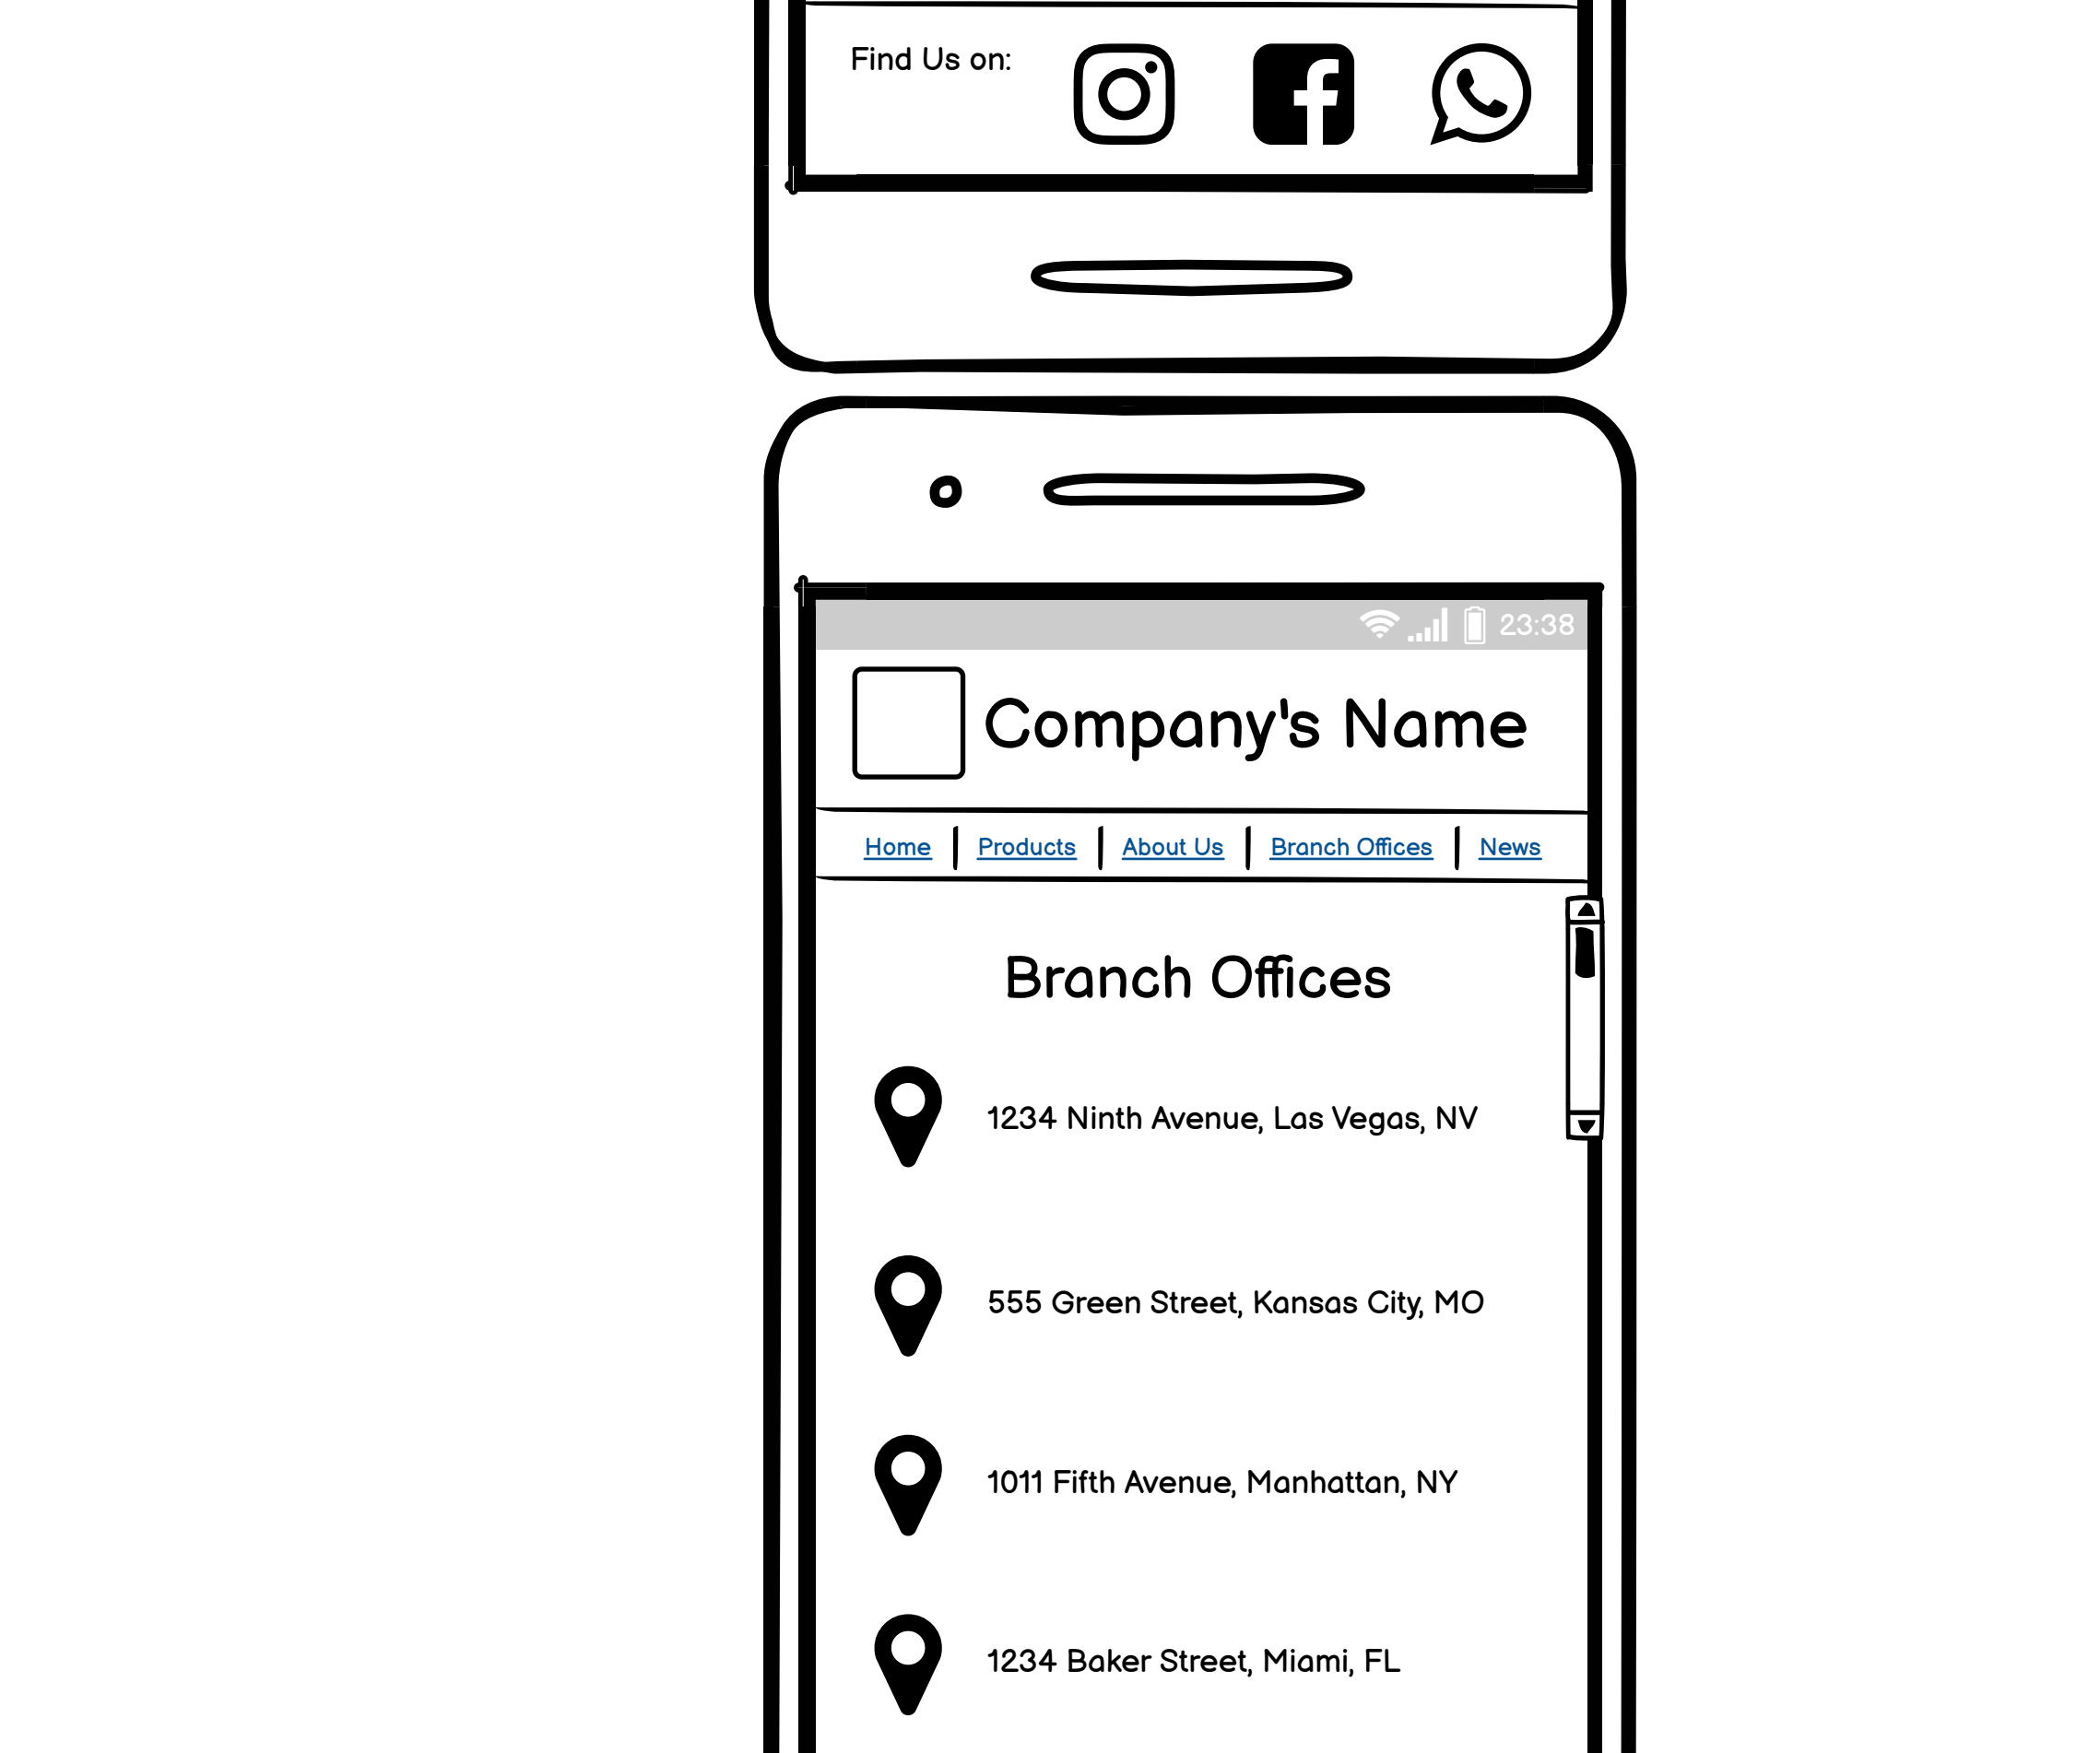 Find Us on:
23:38
Company's Name
Home Products About Us Branch Offices News
Branch Offices
1234 Ninth Avenue, Las Vegas, NV
555 Green Street, Kansas City, MO
1011 Fifth Avenue, Manhattan, NY
1234 Baker Street, Miami, FL